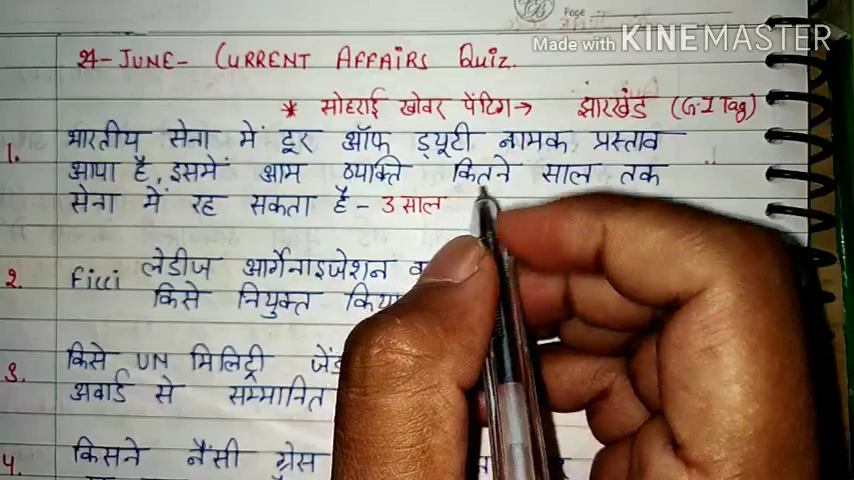 Page
Made with KINEMASTER
24-JUNE- CURRENT AFFAIRS Quiz.
* सोहराई खोवर पेंटिंग→ झारखंड (G.I Tag)
1. भारतीय सेना में टूर ऑफ ड्यूटी नामक प्रस्ताव
आया है, इसमें आम व्यक्ति कितने साल तक
सेना में रह सकता है - 3 साल
2. Ficci लेडीज आर्गेनाइजेशन
किसे नियुक्त
3. किसे UN मिलिट्री
अवार्ड से सम्मानित
4. किसने नैंसी ग्रेस